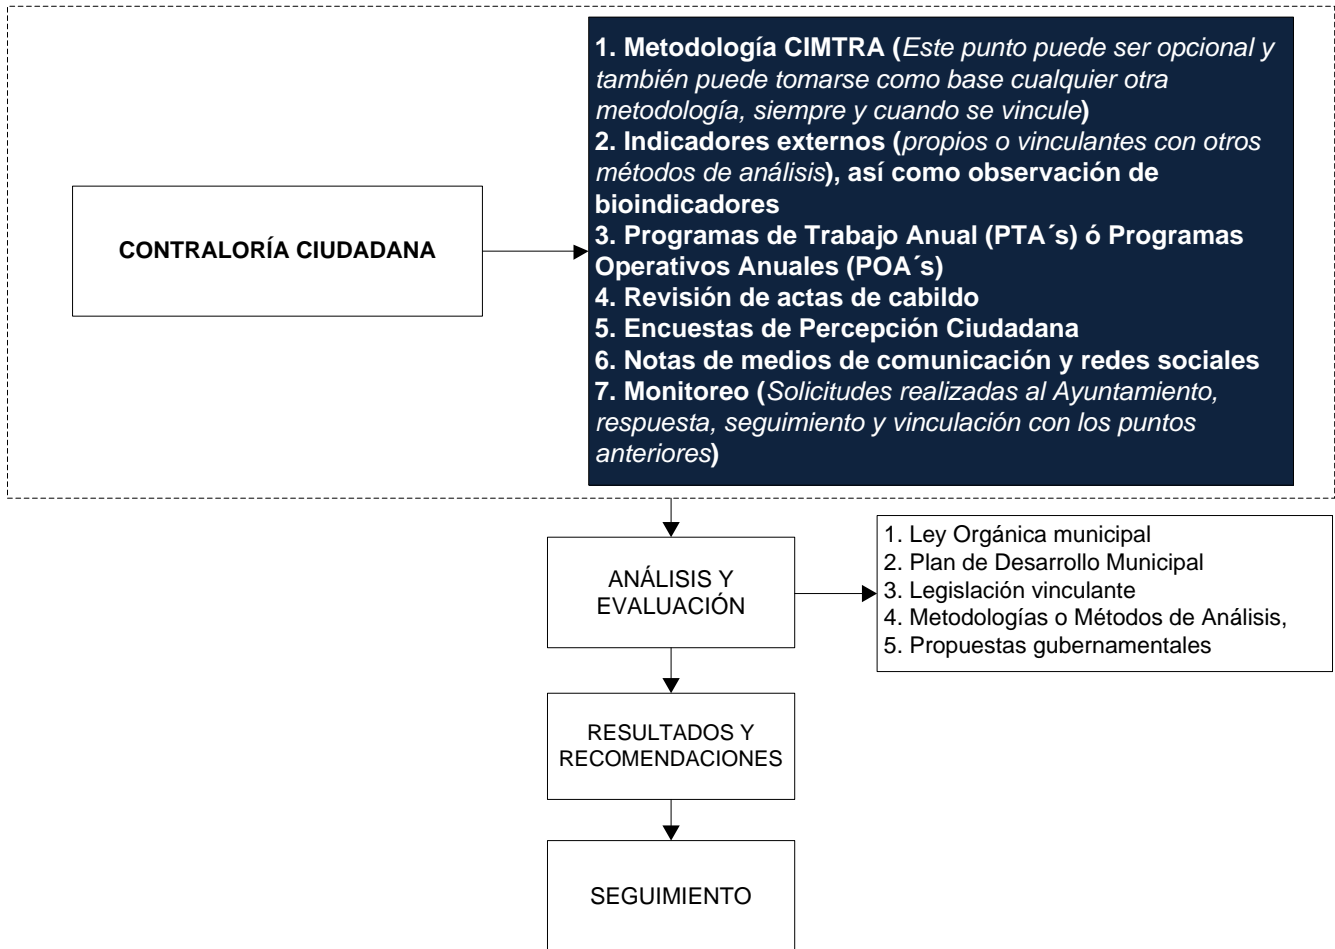 1. Metodología CIMTRA (Este punto puede ser opcional y
también puede tomarse como base cualquier otra
metodología, siempre y cuando se vincule)
2. Indicadores externos (propios o vinculantes con otros
métodos de análisis), así como observación de
bioindicadores
3. Programas de Trabajo Anual (PTA´s) ó Programas
Operativos Anuales (POA´s)
4. Revisión de actas de cabildo
5. Encuestas de Percepción Ciudadana
6. Notas de medios de comunicación y redes sociales
7. Monitoreo (Solicitudes realizadas al Ayuntamiento,
respuesta, seguimiento y vinculación con los puntos
anteriores)
CONTRALORÍA CIUDADANA
ANÁLISIS Y
EVALUACIÓN
1. Ley Orgánica municipal
2. Plan de Desarrollo Municipal
3. Legislación vinculante
4. Metodologías o Métodos de Análisis,
5. Propuestas gubernamentales
RESULTADOS Y
RECOMENDACIONES
SEGUIMIENTO